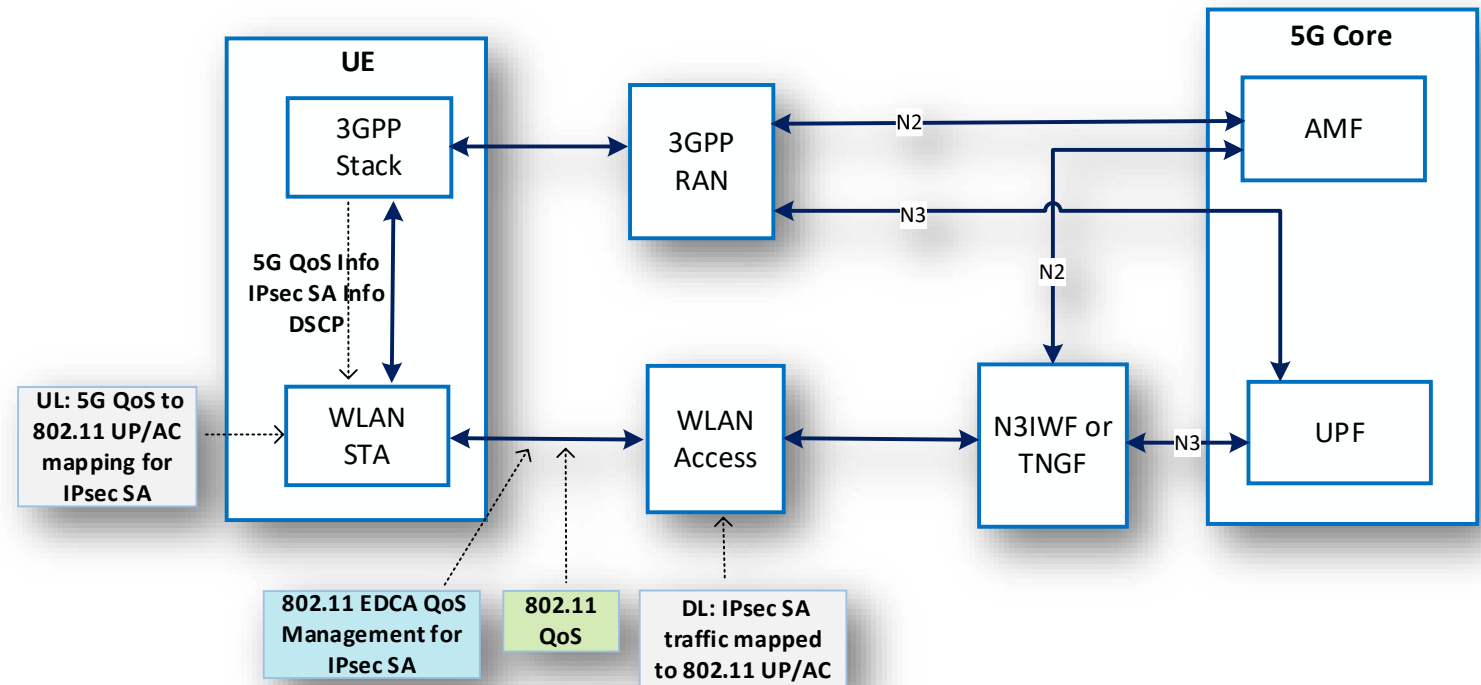 UE
5G Core
3GPP
Stack
3GPP
RAN
N2
AMF
N3
5G QoS Info
IPsec SA Info
DSCP
N2
UL: 5G QoS to
802.11 UP/AC
mapping for
IPsec SA
WLAN
STA
WLAN
Access
N3IWF or
TNGF
N3
UPF
802.11 EDCA QoS
Management for
IPsec SA
802.11
QoS
DL: IPsec SA
traffic mapped
to 802.11 UP/AC